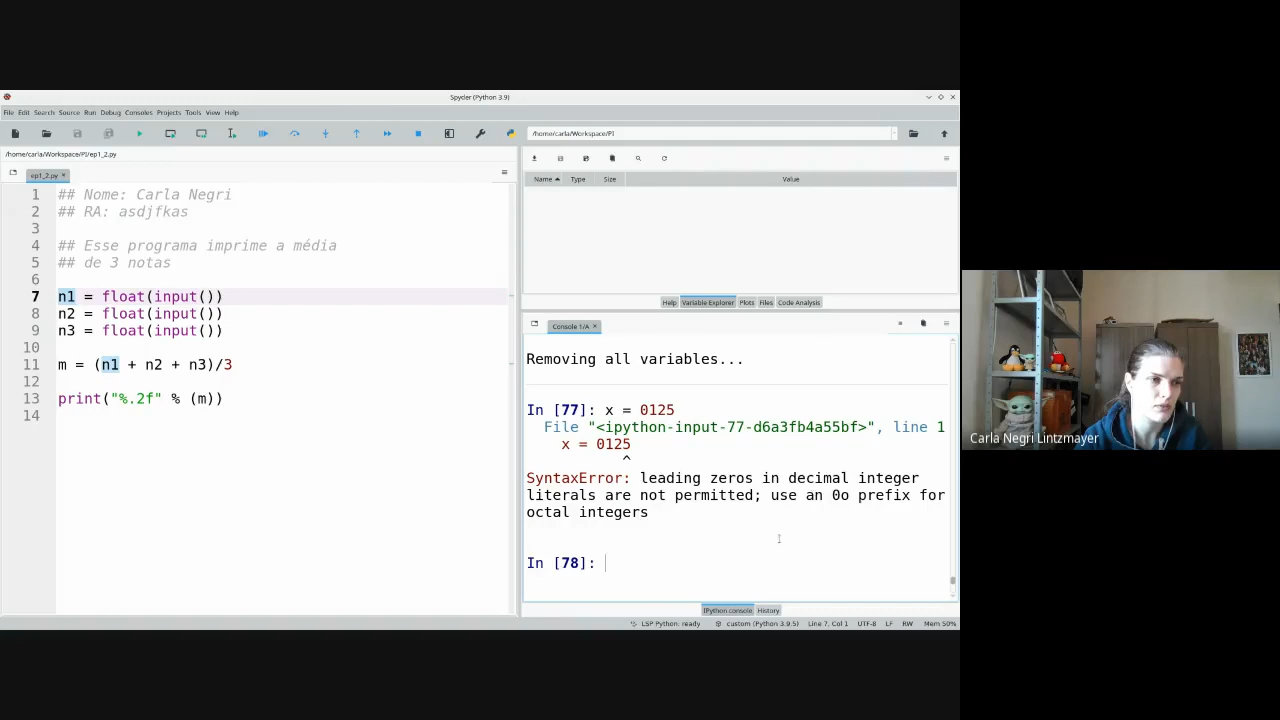 Spyder (Python 3.9)
File Edit Search Source Run Debug Consoles Projects Tools View Help
/home/carla/Workspace/PI
/home/carla/Workspace/PI/ep1_2.py
ep1_2.py
1 ## Nome: Carla Negri
2 ## RA: asdjfkas
3
4 ## Esse programa imprime a média
5 ## de 3 notas
6
7 n1 = float(input())
8 n2 = float(input())
9 n3 = float(input())
10
11 m = (n1 + n2 + n3)/3
12
13 print("%.2f" % (m))
14
Name Type Size Value
Help Variable Explorer Plots Files Code Analysis
Console 1/A
Removing all variables...
In [77]: x = 0125
File "<ipython-input-77-d6a3fb4a55bf>", line 1
x = 0125
^
SyntaxError: leading zeros in decimal integer
literals are not permitted; use an 0o prefix for
octal integers
In [78]:
IPython console History
LSP Python: ready custom (Python 3.9.5) Line 7, Col 1 UTF-8 LF RW Mem 50%
Carla Negri Lintzmayer